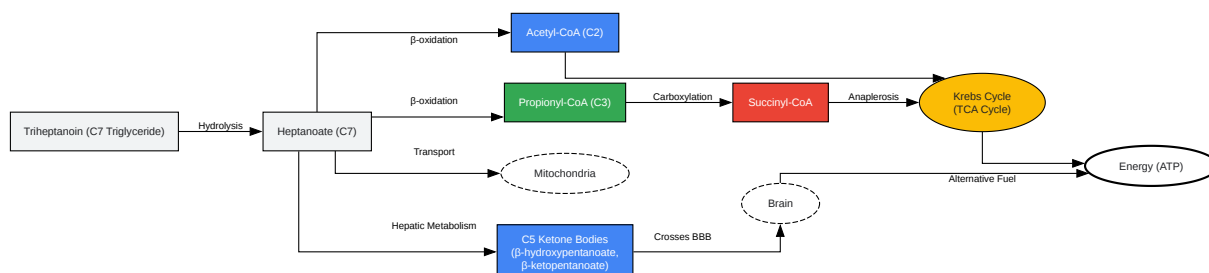 Acetyl-CoA (C2)
β-oxidation
Propionyl-CoA (C3)
β-oxidation
Carboxylation
Succinyl-CoA
Anaplerosis
Krebs Cycle
(TCA Cycle)
Triheptanoin (C7 Triglyceride)
Hydrolysis
Heptanoate (C7)
Transport
Mitochondria
Energy (ATP)
Alternative Fuel
Brain
Hepatic Metabolism
C5 Ketone Bodies
(β-hydroxypentanoate,
β-ketopentanoate)
Crosses BBB